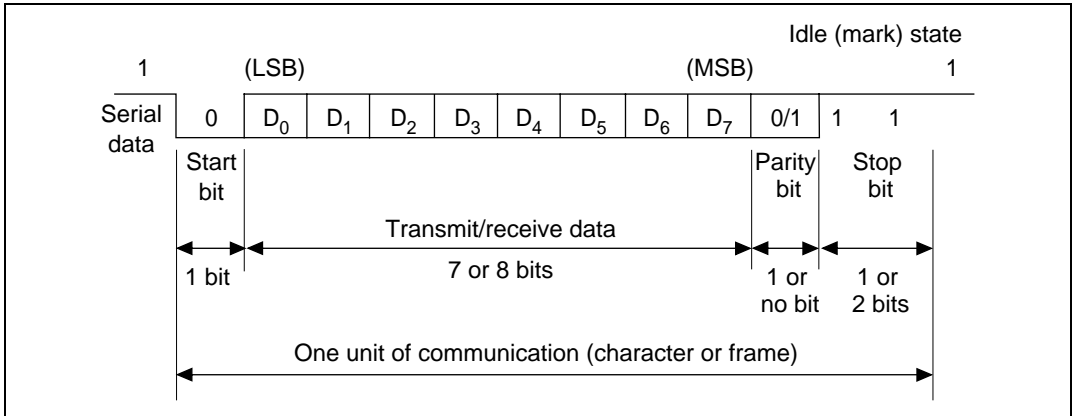 Idle (mark) state
1 (LSB) (MSB) 1
Serial data
0 D₀ D₁ D₂ D₃ D₄ D₅ D₆ D₇ 0/1 1 1
Start bit
Parity bit
Stop bit
Transmit/receive data
1 bit
7 or 8 bits
1 or no bit
1 or 2 bits
One unit of communication (character or frame)